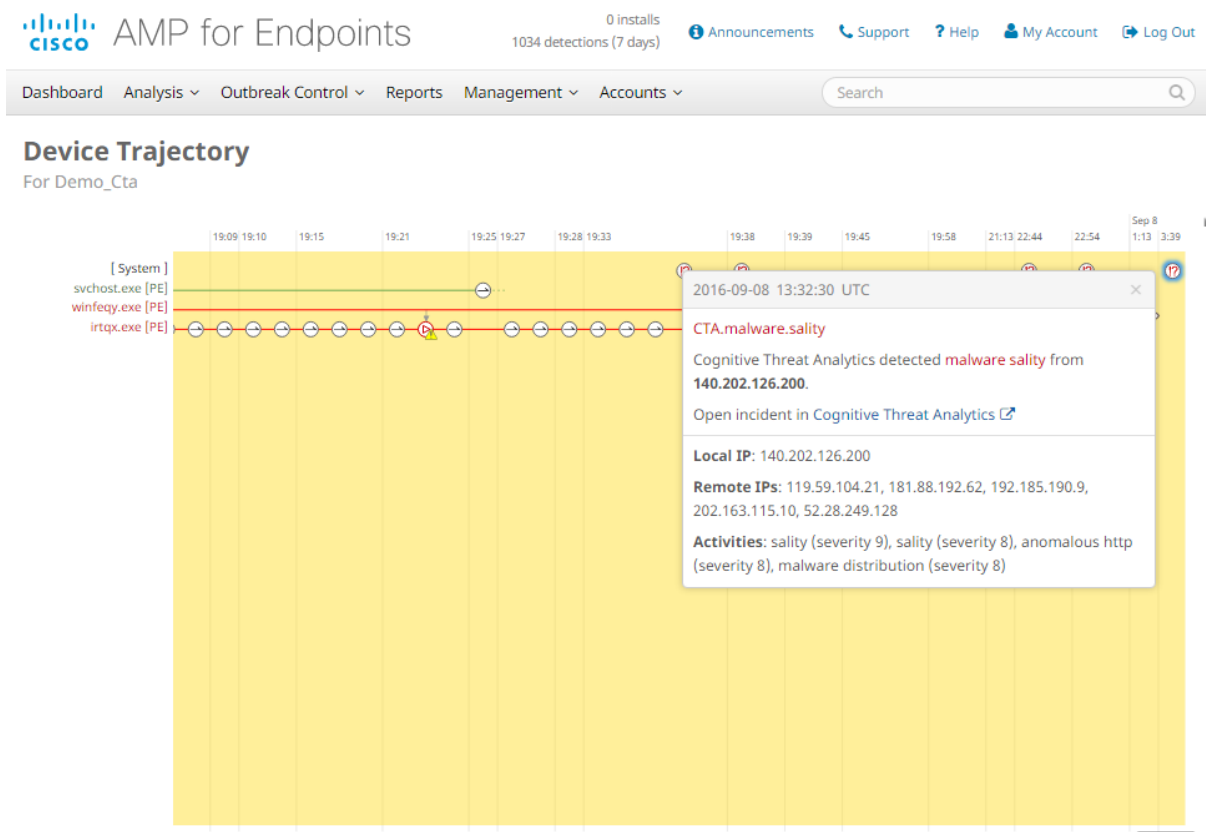 0 installs
CISCO AMP for Endpoints
1034 detections (7 days)
Announcements Support ? Help My Account Log Out
Dashboard Analysis Outbreak Control Reports Management Accounts Search
Device Trajectory
For Demo_Cta
Sep 8
19:09 19:10 19:15 19:21 19:25 19:27 19:28 19:33 19:38 19:39 19:45 19:58 21:13 22:44 22:54 1:13 3:39
[ System ]
svchost.exe [PE]
winfeqy.exe [PE]
irtqx.exe [PE]
2016-09-08 13:32:30 UTC ×
CTA.malware.sality
Cognitive Threat Analytics detected malware sality from
140.202.126.200.
Open incident in Cognitive Threat Analytics
Local IP: 140.202.126.200
Remote IPs: 119.59.104.21, 181.88.192.62, 192.185.190.9,
202.163.115.10, 52.28.249.128
Activities: sality (severity 9), sality (severity 8), anomalous http
(severity 8), malware distribution (severity 8)